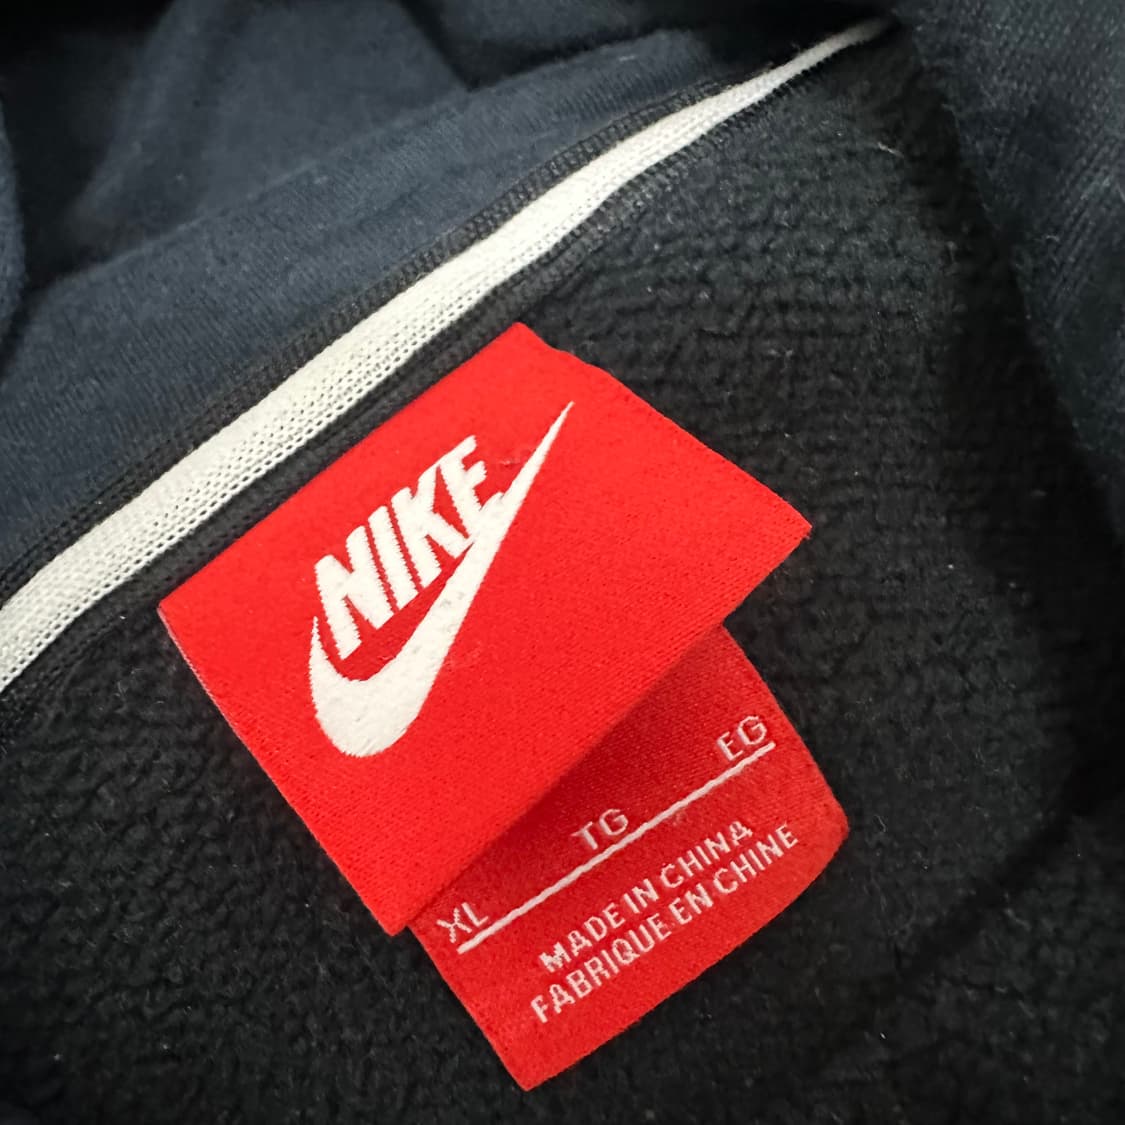 NIKE
XL TG EG
MADE IN CHINA
FABRIQUE EN CHINE